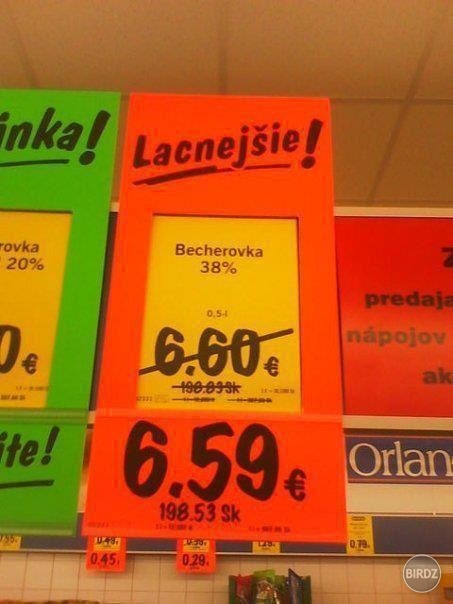 inka!
rovka
20%
0 €
ite!
Lacnejšie!
Becherovka
38%
0,5-l
6.60 €
198.83 Sk
6.59 €
198.53 Sk
predaja
nápojov
ak
Orlan
0.45
0.29
0.79
BIRDZ